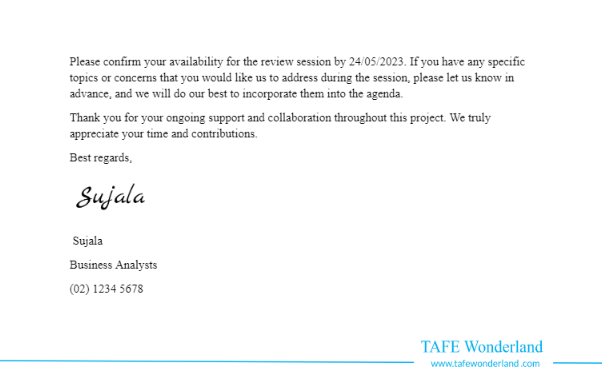 Please confirm your availability for the review session by 24/05/2023. If you have any specific
topics or concerns that you would like us to address during the session, please let us know in
advance, and we will do our best to incorporate them into the agenda.
Thank you for your ongoing support and collaboration throughout this project. We truly
appreciate your time and contributions.
Best regards,
Sujala
Sujala
Business Analysts
(02) 1234 5678
TAFE Wonderland
www.tafewonderland.com